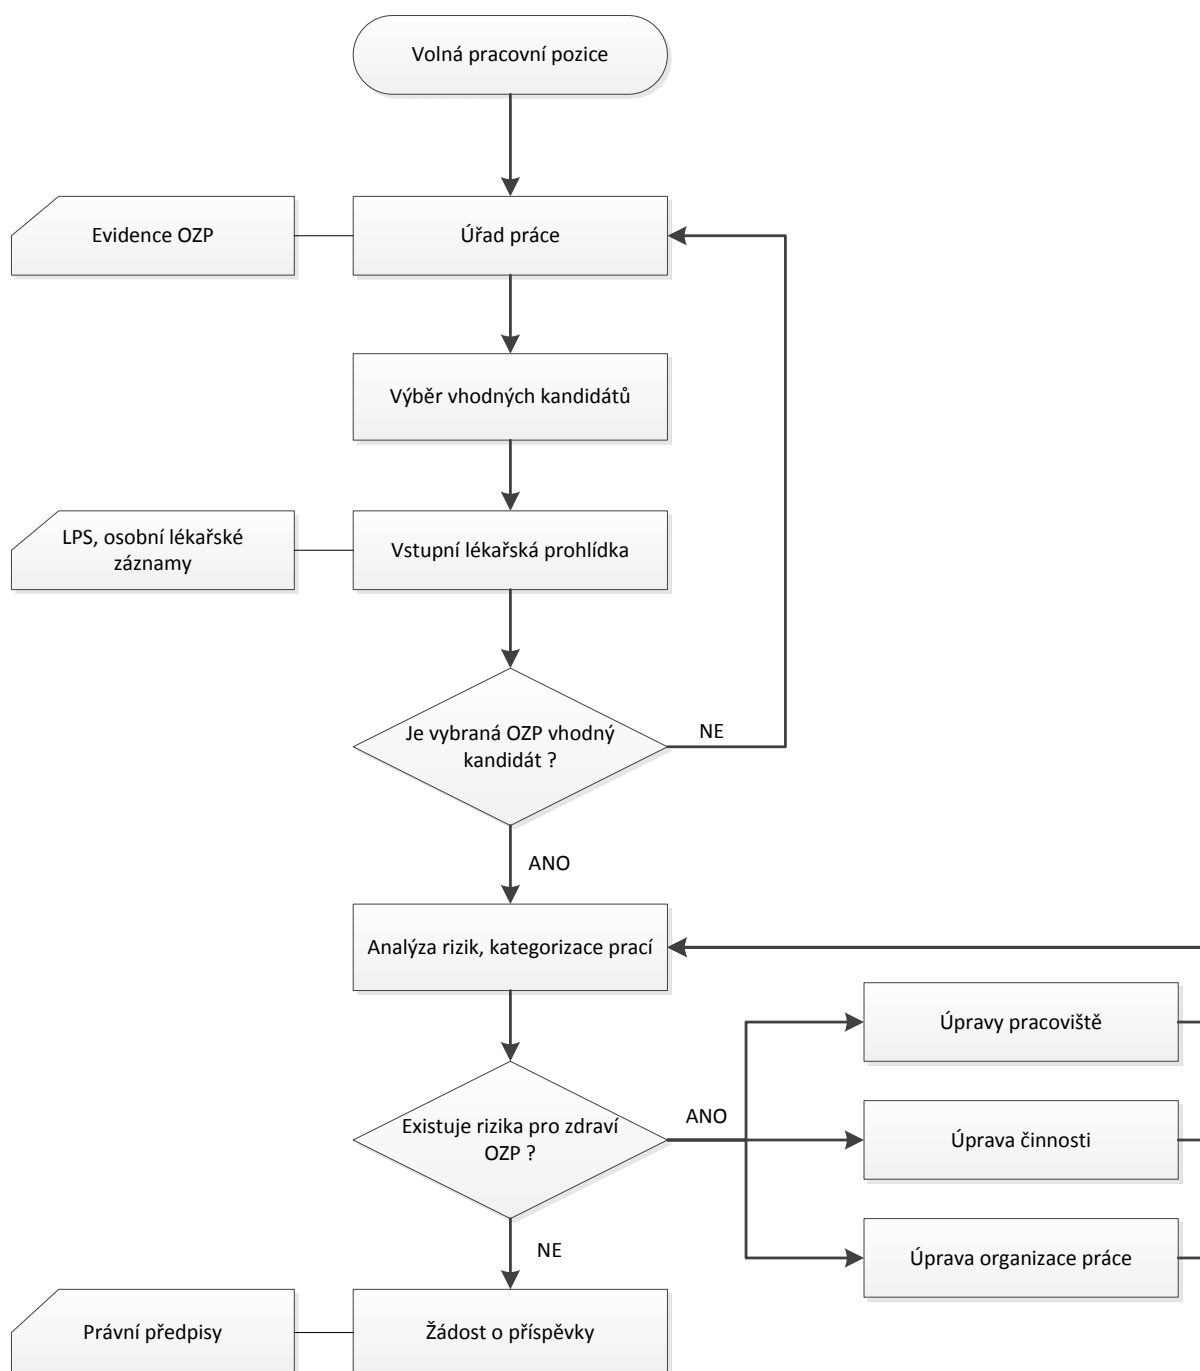 Volná pracovní pozice
Evidence OZP
Úřad práce
Výběr vhodných kandidátů
LPS, osobní lékařské
záznamy
Vstupní lékařská prohlídka
Je vybraná OZP vhodný
kandidát ?
NE
ANO
Analýza rizik, kategorizace prací
Úpravy pracoviště
Existuje rizika pro zdraví
OZP ?
ANO
Úprava činnosti
NE
Úprava organizace práce
Právní předpisy
Žádost o příspěvky